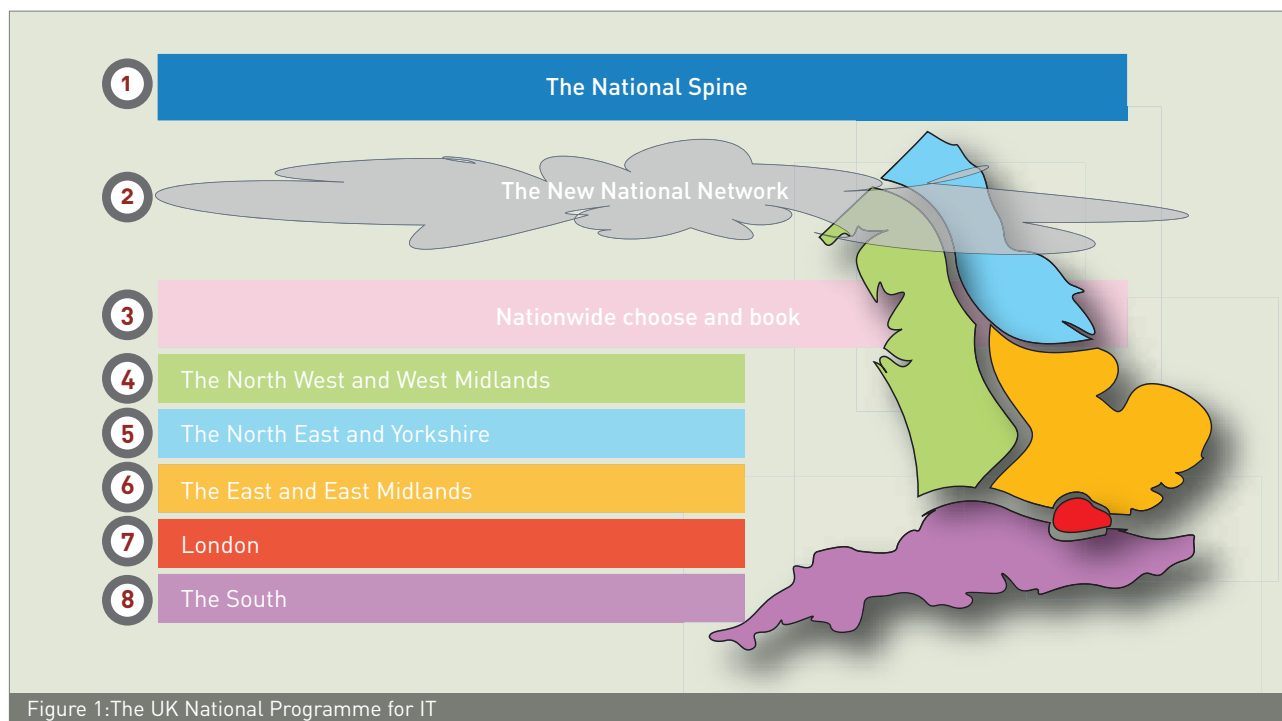 1
The National Spine
2
The New National Network
3
Nationwide choose and book
4
The North West and West Midlands
5
The North East and Yorkshire
6
The East and East Midlands
7
London
8
The South
Figure 1:The UK National Programme for IT